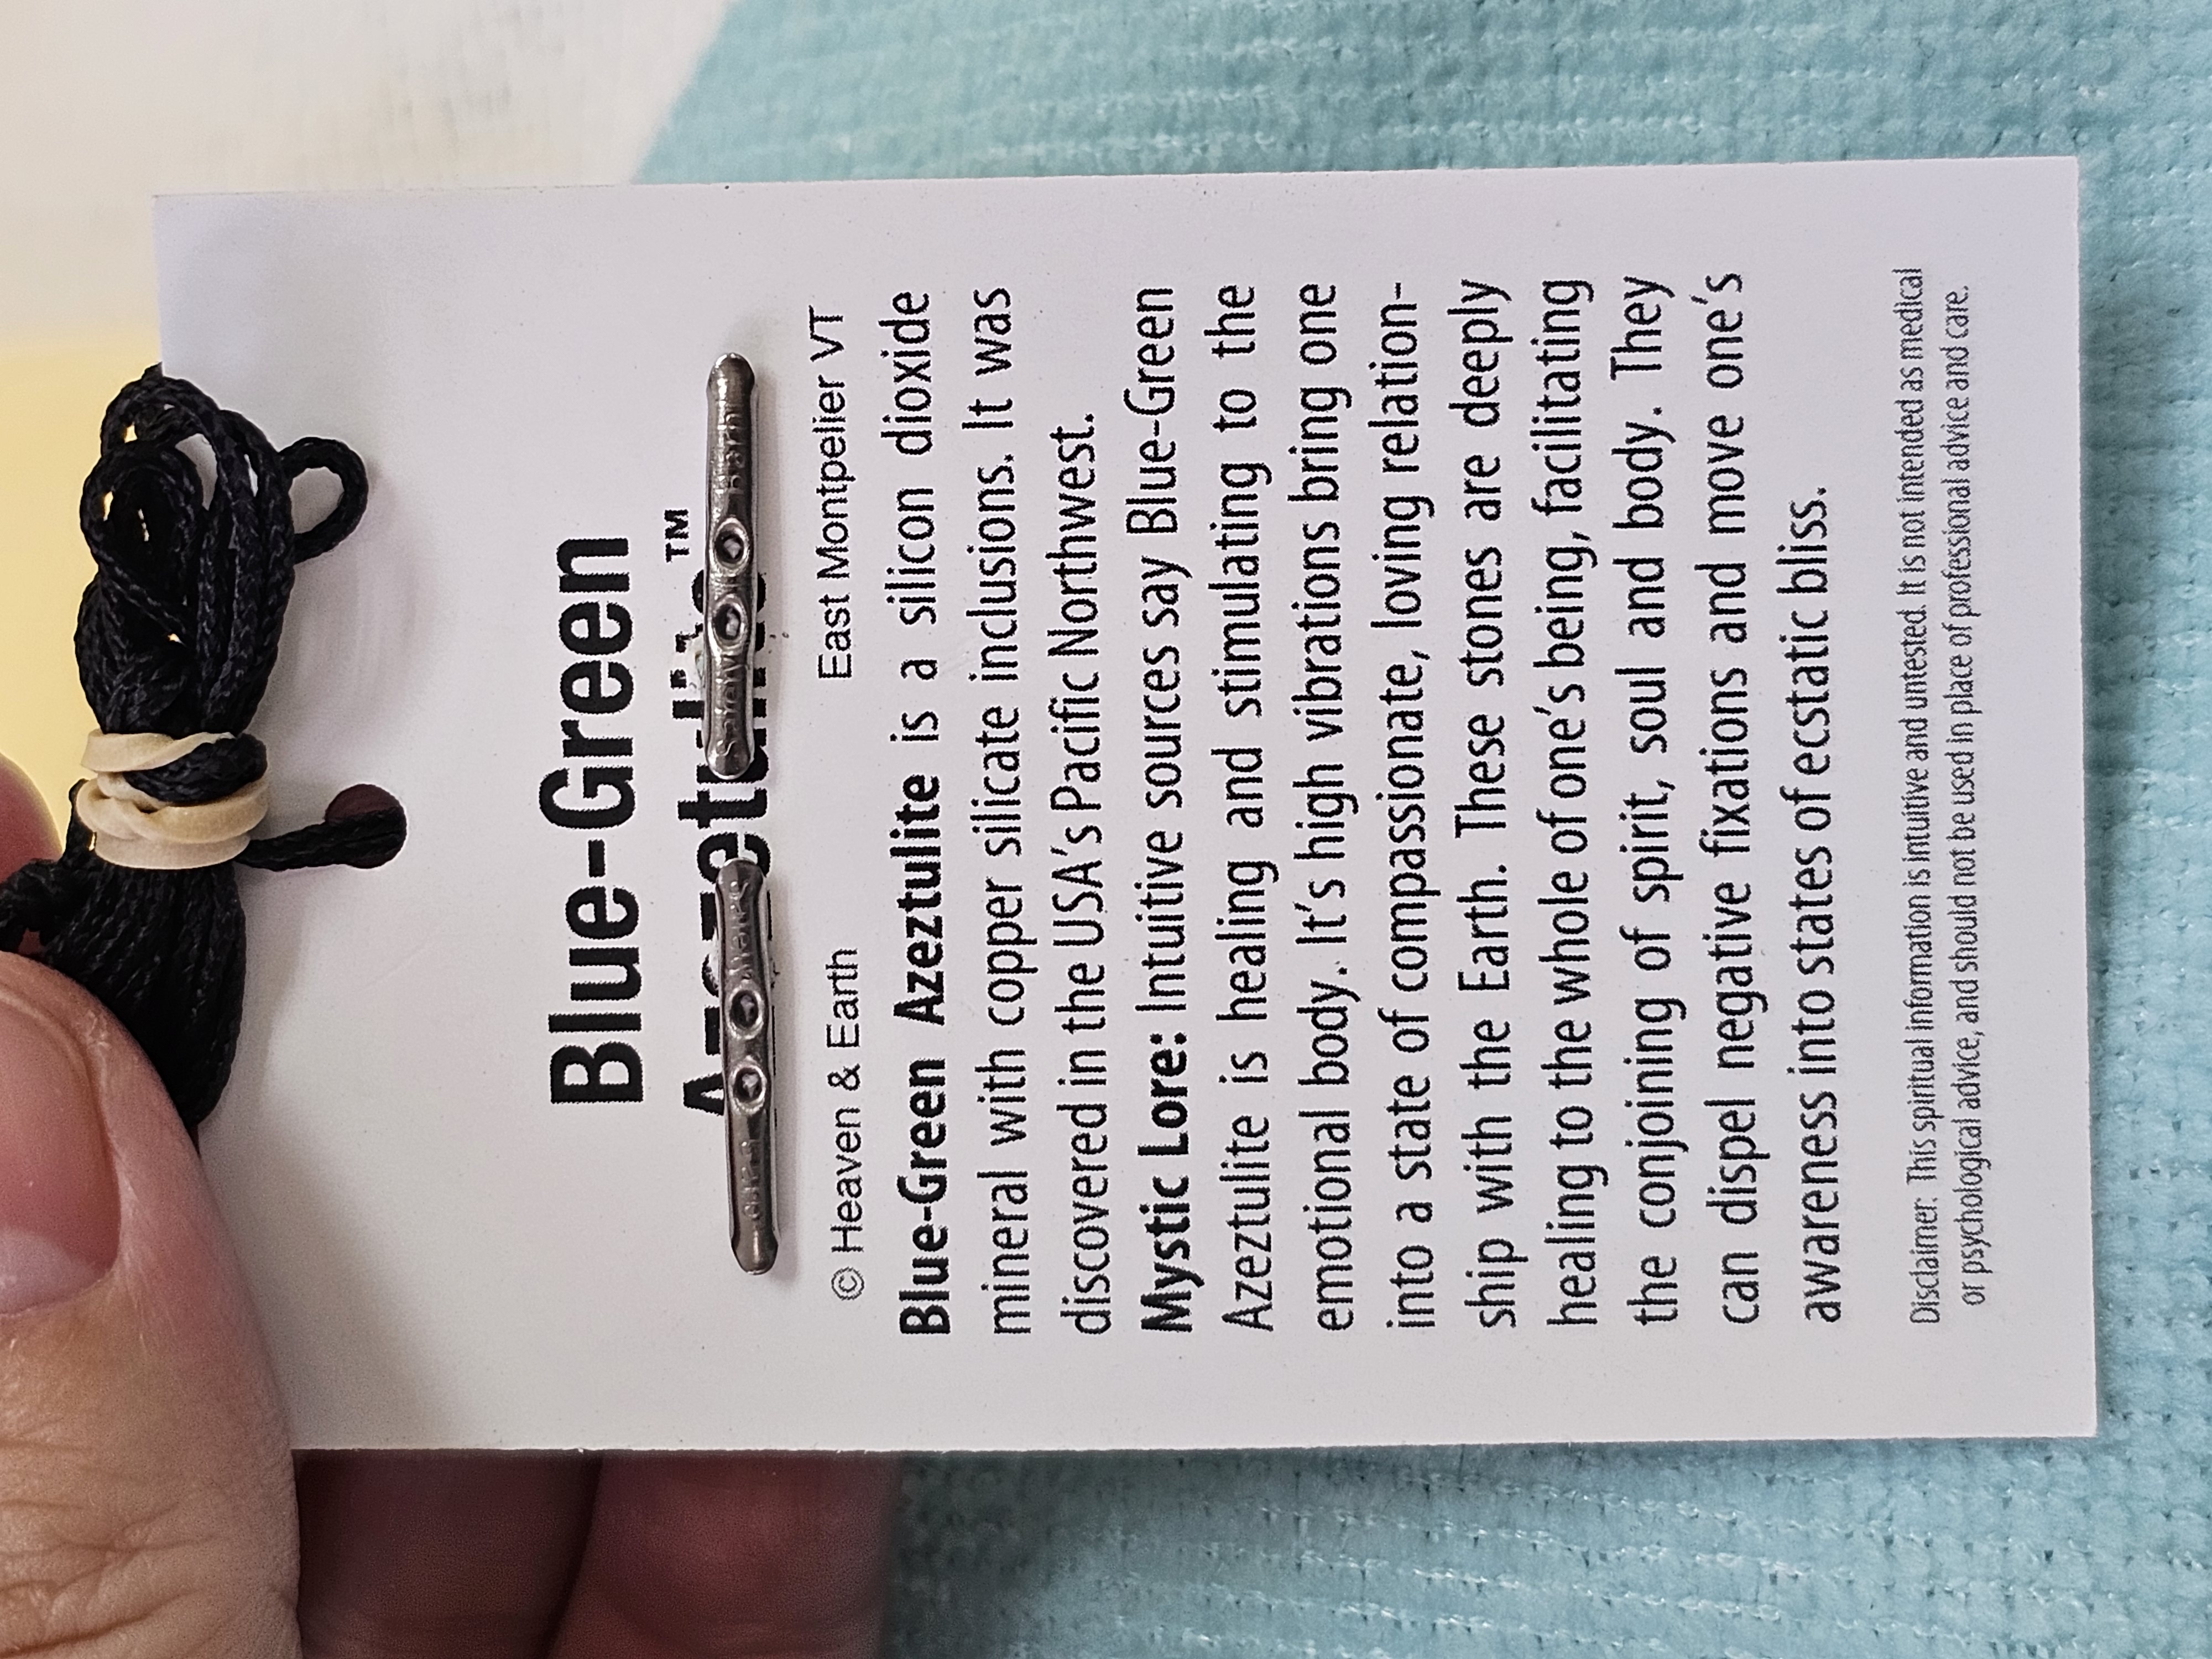 Blue-Green
™
© Heaven & Earth East Montpelier VT
Blue-Green Azeztulite is a silicon dioxide
mineral with copper silicate inclusions. It was
discovered in the USA's Pacific Northwest.
Mystic Lore: Intuitive sources say Blue-Green
Azeztulite is healing and stimulating to the
emotional body. It's high vibrations bring one
into a state of compassionate, loving relation-
ship with the Earth. These stones are deeply
healing to the whole of one's being, facilitating
the conjoining of spirit, soul and body. They
can dispel negative fixations and move one's
awareness into states of ecstatic bliss.
Disclaimer: This spiritual information is intuitive and untested. It is not intended as medical
or psychological advice, and should not be used in place of professional advice and care.